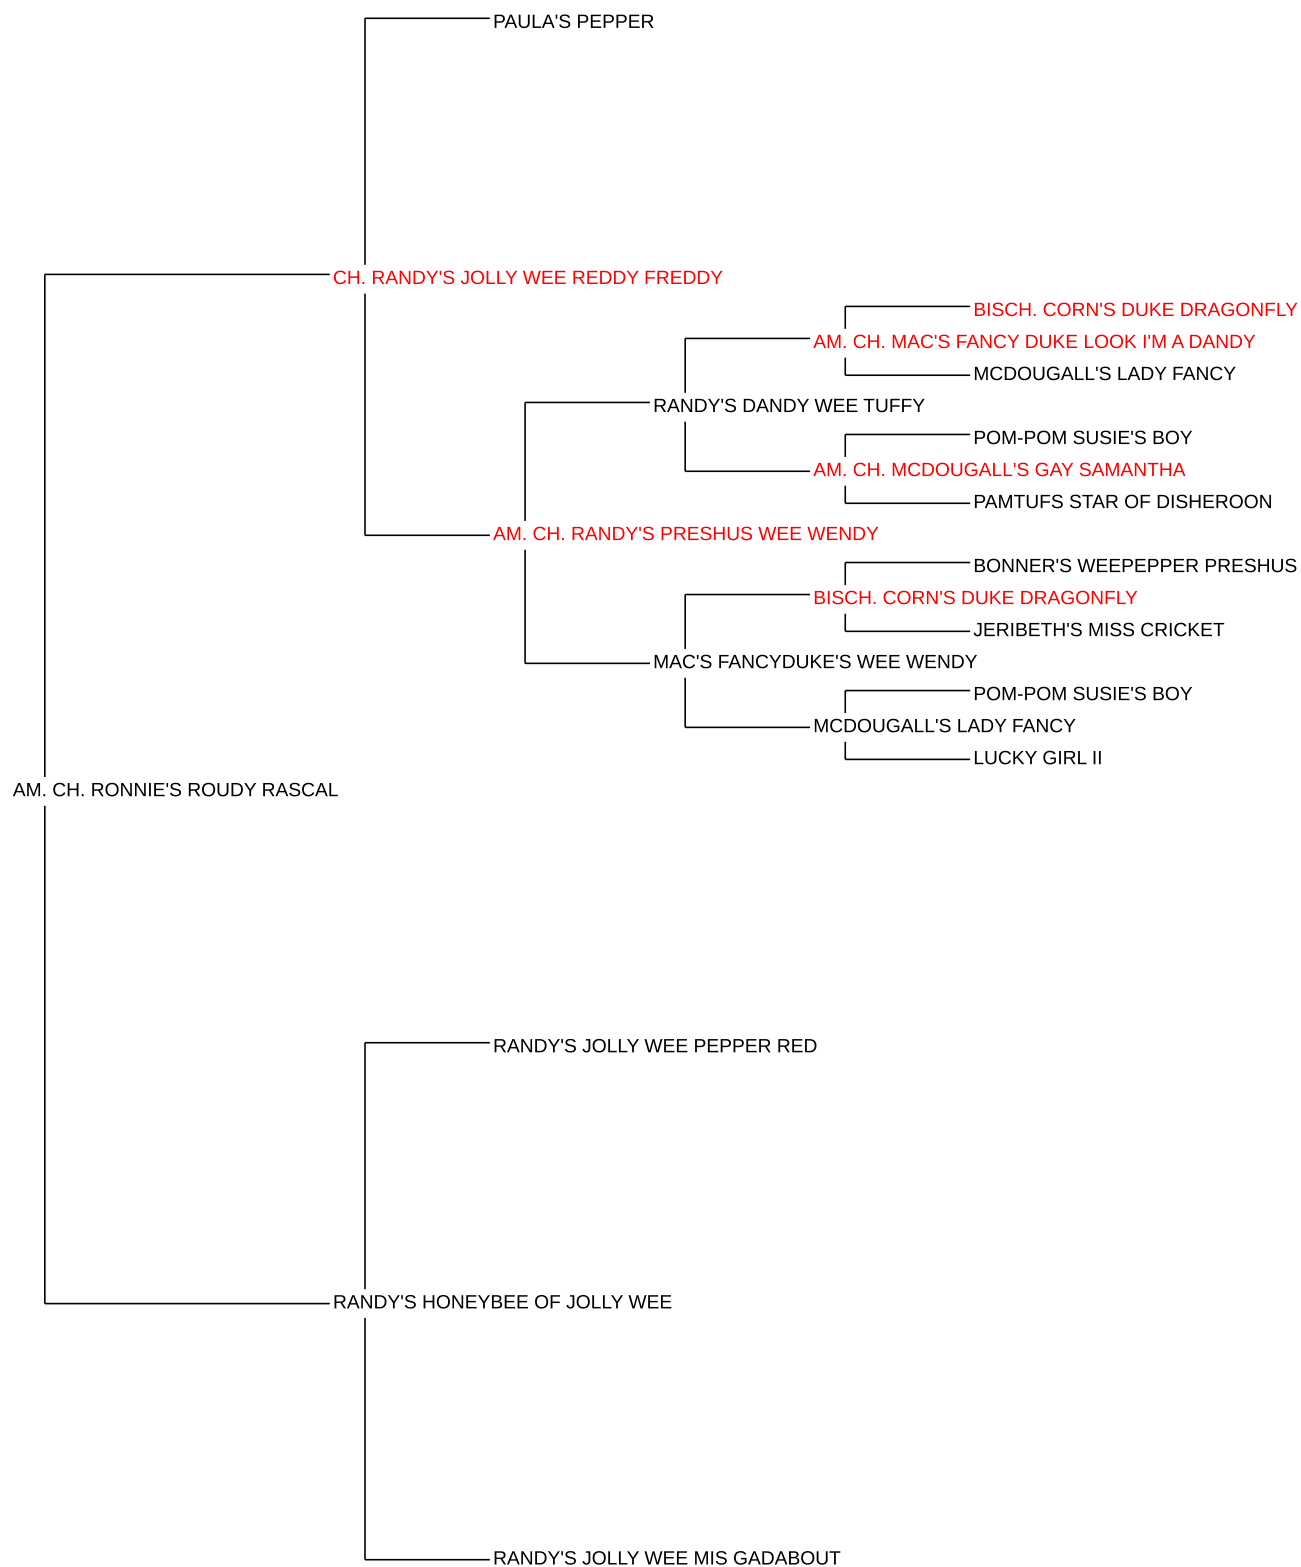 PAULA'S PEPPER
CH. RANDY'S JOLLY WEE REDDY FREDDY
BISCH. CORN'S DUKE DRAGONFLY
AM. CH. MAC'S FANCY DUKE LOOK I'M A DANDY
MCDOUGALL'S LADY FANCY
RANDY'S DANDY WEE TUFFY
POM-POM SUSIE'S BOY
AM. CH. MCDOUGALL'S GAY SAMANTHA
PAMTUFS STAR OF DISHEROON
AM. CH. RANDY'S PRESHUS WEE WENDY
BONNER'S WEEPEPPER PRESHUS
BISCH. CORN'S DUKE DRAGONFLY
JERIBETH'S MISS CRICKET
MAC'S FANCYDUKE'S WEE WENDY
POM-POM SUSIE'S BOY
MCDOUGALL'S LADY FANCY
LUCKY GIRL II
AM. CH. RONNIE'S ROUDY RASCAL
RANDY'S JOLLY WEE PEPPER RED
RANDY'S HONEYBEE OF JOLLY WEE
RANDY'S JOLLY WEE MIS GADABOUT